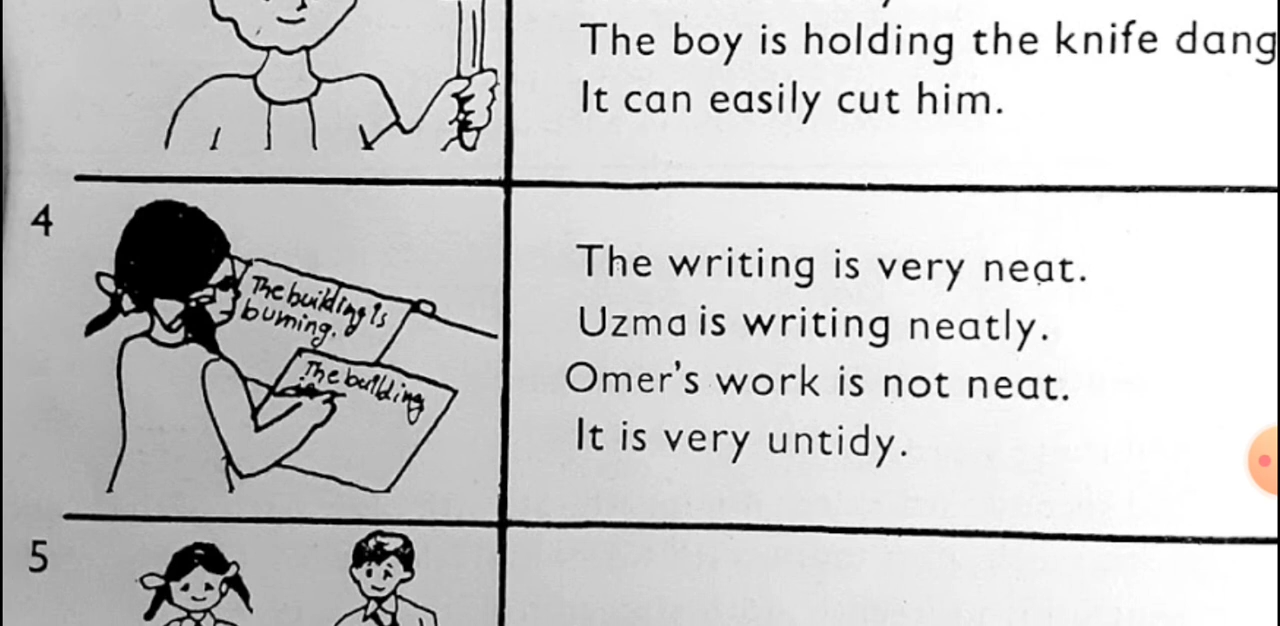 The boy is holding the knife dang
It can easily cut him.
4
The building is
burning.
The building
The writing is very neat.
Uzma is writing neatly.
Omer's work is not neat.
It is very untidy.
5